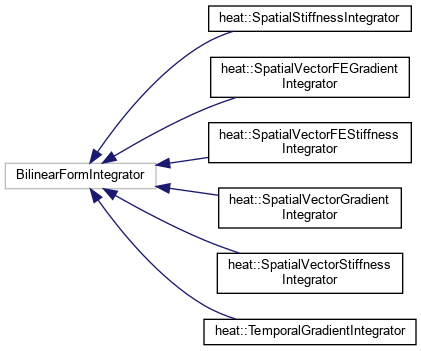 heat::SpatialStiffnessIntegrator
heat::SpatialVectorFEGradient
Integrator
heat::SpatialVectorFEStiffness
Integrator
BilinearFormIntegrator
heat::SpatialVectorGradient
Integrator
heat::SpatialVectorStiffness
Integrator
heat::TemporalGradientIntegrator